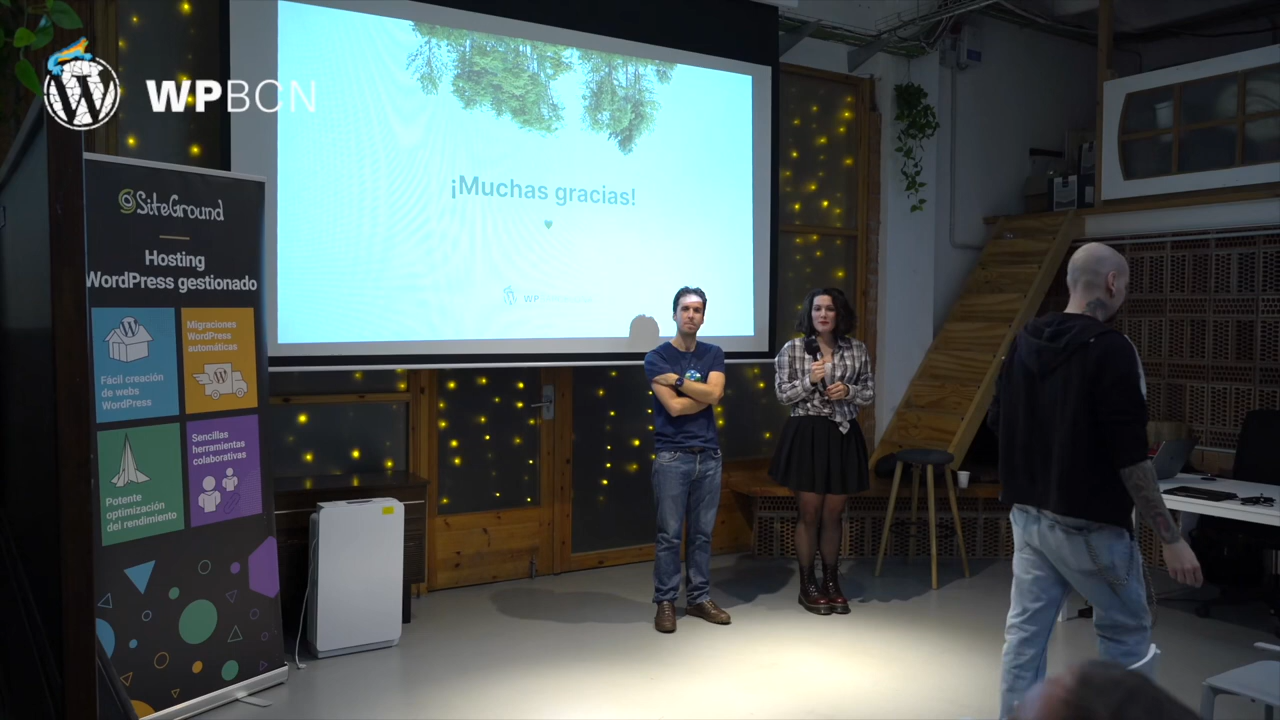 WPBCN
¡Muchas gracias!
WP
SiteGround
Hosting
WordPress gestionado
Fácil creación
de webs
WordPress
Migraciones
WordPress
automáticas
Potente
optimización
del rendimiento
Sencillas
herramientas
colaborativas